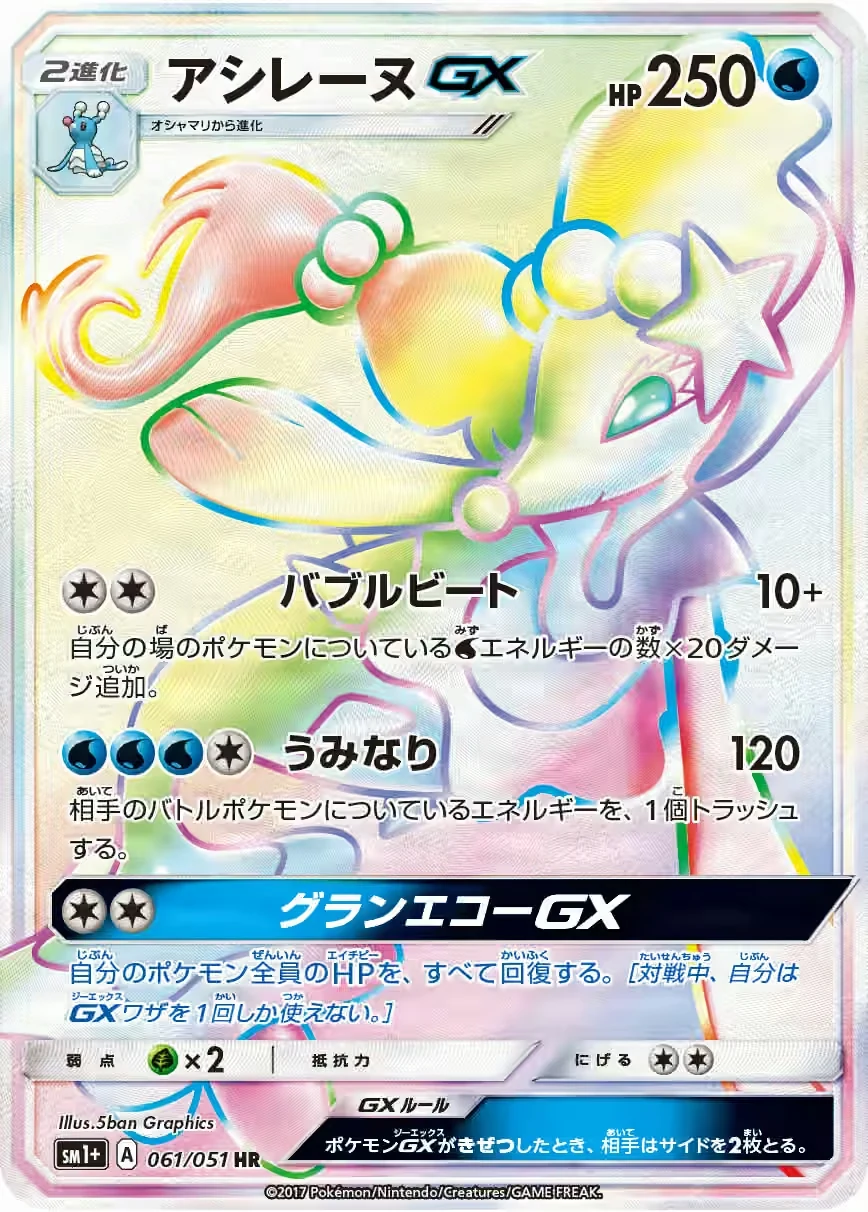 2進化 アシレーヌGX HP250
オシャマリから進化
バブルビート 10+
自分の場のポケモンについているエネルギーの数×20ダメー
ジ追加。
うみなり 120
相手のバトルポケモンについているエネルギーを、1個トラッシュ
する。
グランエコーGX
自分のポケモン全員のHPを、すべて回復する。[対戦中、自分は
GXワザを1回しか使えない。]
弱点 ×2 抵抗力 にげる
Illus.5ban Graphics
GXルール
ポケモンGXがきぜつしたとき、相手はサイドを2枚とる。
SM1+ A 061/051 HR
©2017 Pokémon/Nintendo/Creatures/GAME FREAK.